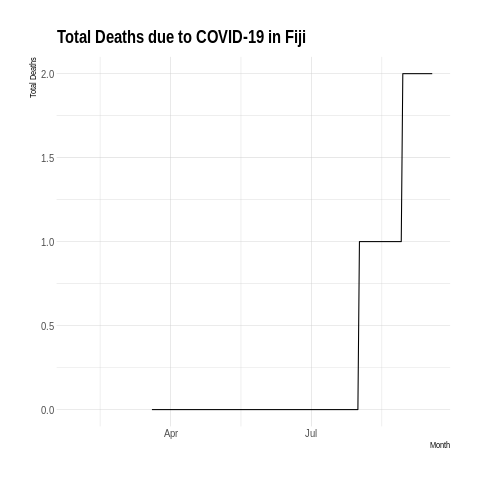 Total Deaths due to COVID-19 in Fiji
Total Deaths
2.0
1.5
1.0
0.5
0.0
Apr
Jul
Month